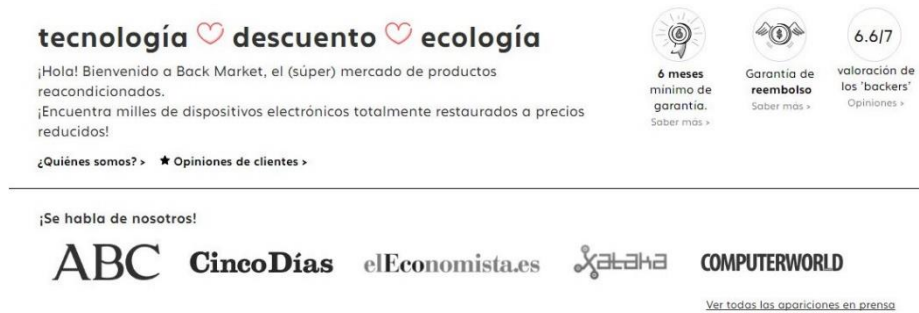 tecnología descuento ecología
¡Hola! Bienvenido a Back Market, el (súper) mercado de productos
reacondicionados.
¡Encuentra milles de dispositivos electrónicos totalmente restaurados a precios
reducidos!
¿Quiénes somos? > ★ Opiniones de clientes >
6
6 meses
mínimo de
garantía.
Saber más >
$
Garantía de
reembolso
Saber más >
6.6/7
valoración de
los 'backers'
Opiniones >
¡Se habla de nosotros!
ABC CincoDías elEconomista.es Xataka COMPUTERWORLD
Ver todas las apariciones en prensa